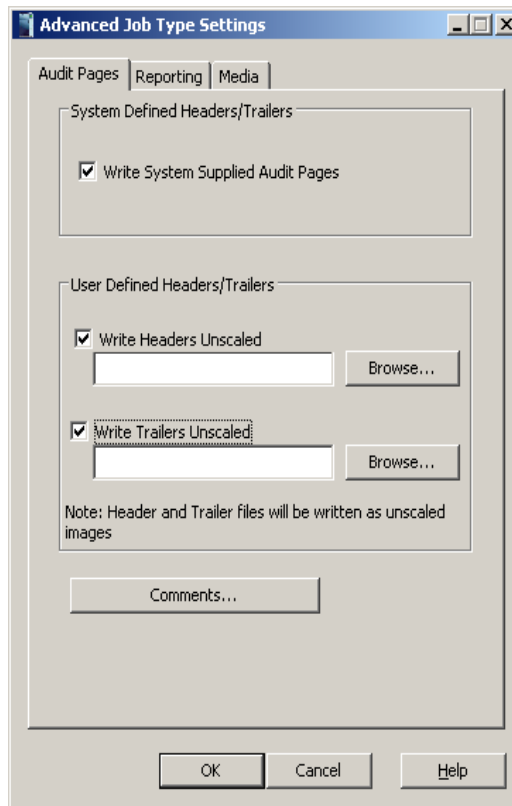 Advanced Job Type Settings
Audit Pages Reporting Media
System Defined Headers/Trailers
Write System Supplied Audit Pages
User Defined Headers/Trailers
Write Headers Unscaled
Browse...
Write Trailers Unscaled
Browse...
Note: Header and Trailer files will be written as unscaled
images
Comments...
OK Cancel Help